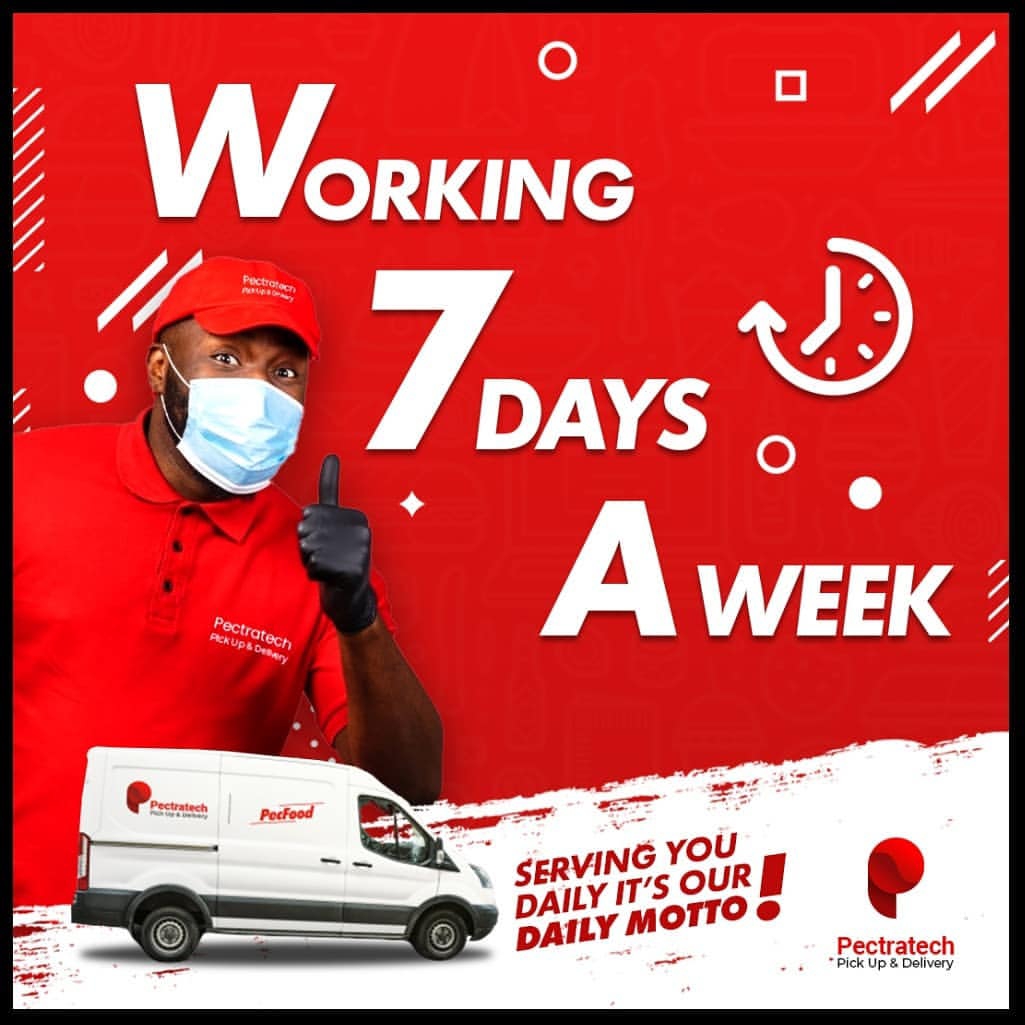 WORKING
7 DAYS
A WEEK
Pectratech
Pick Up & Delivery
Pectratech
Pick Up & Delivery
Pectratech
Pick Up & Delivery
PecFood
SERVING YOU
DAILY IT'S OUR
DAILY MOTTO!
Pectratech
Pick Up & Delivery